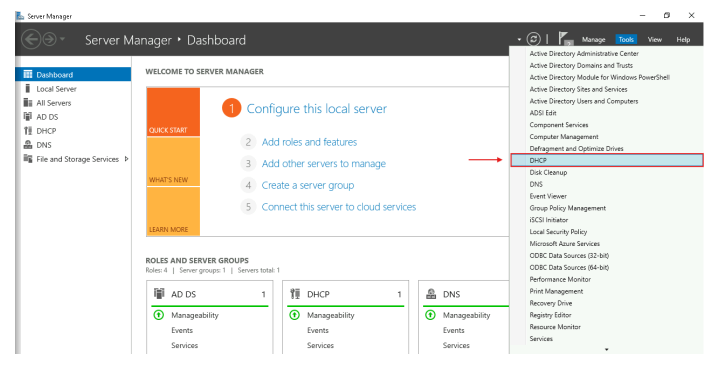 Server Manager
Server Manager • Dashboard
Manage Tools View Help
Dashboard
Local Server
All Servers
AD DS
DHCP
DNS
File and Storage Services
WELCOME TO SERVER MANAGER
QUICK START
WHAT'S NEW
LEARN MORE
1 Configure this local server
2 Add roles and features
3 Add other servers to manage
4 Create a server group
5 Connect this server to cloud services
ROLES AND SERVER GROUPS
Roles: 4 | Server groups: 1 | Servers total: 1
AD DS 1
Manageability
Events
Services
DHCP 1
Manageability
Events
Services
DNS
Manageability
Events
Services
Active Directory Administrative Center
Active Directory Domains and Trusts
Active Directory Module for Windows PowerShell
Active Directory Sites and Services
Active Directory Users and Computers
ADSI Edit
Component Services
Computer Management
Defragment and Optimize Drives
DHCP
Disk Cleanup
DNS
Event Viewer
Group Policy Management
iSCSI Initiator
Local Security Policy
Microsoft Azure Services
ODBC Data Sources (32-bit)
ODBC Data Sources (64-bit)
Performance Monitor
Print Management
Recovery Drive
Registry Editor
Resource Monitor
Services